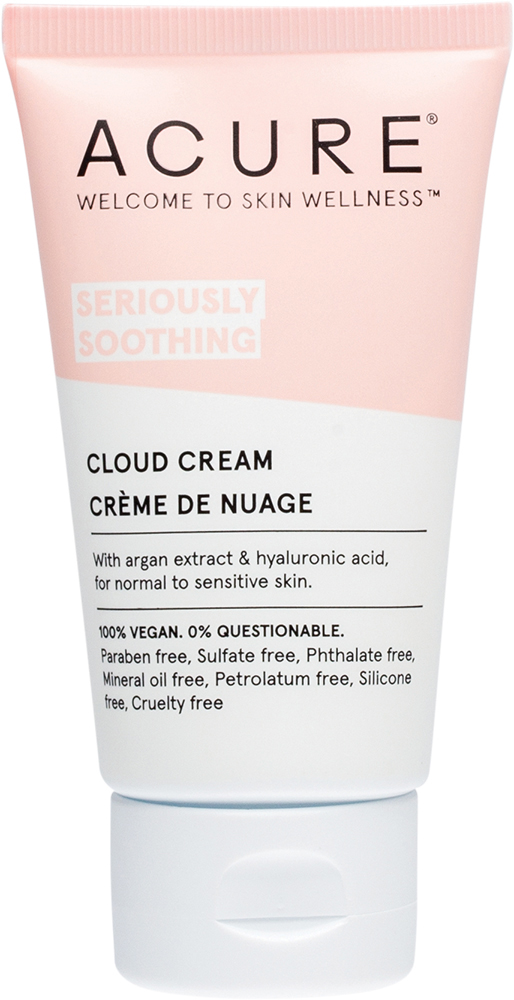 ACURE®
WELCOME TO SKIN WELLNESS™
SERIOUSLY
SOOTHING
CLOUD CREAM
CRÈME DE NUAGE
With argan extract & hyaluronic acid,
for normal to sensitive skin.
100% VEGAN. 0% QUESTIONABLE.
Paraben free, Sulfate free, Phthalate free,
Mineral oil free, Petrolatum free, Silicone
free, Cruelty free